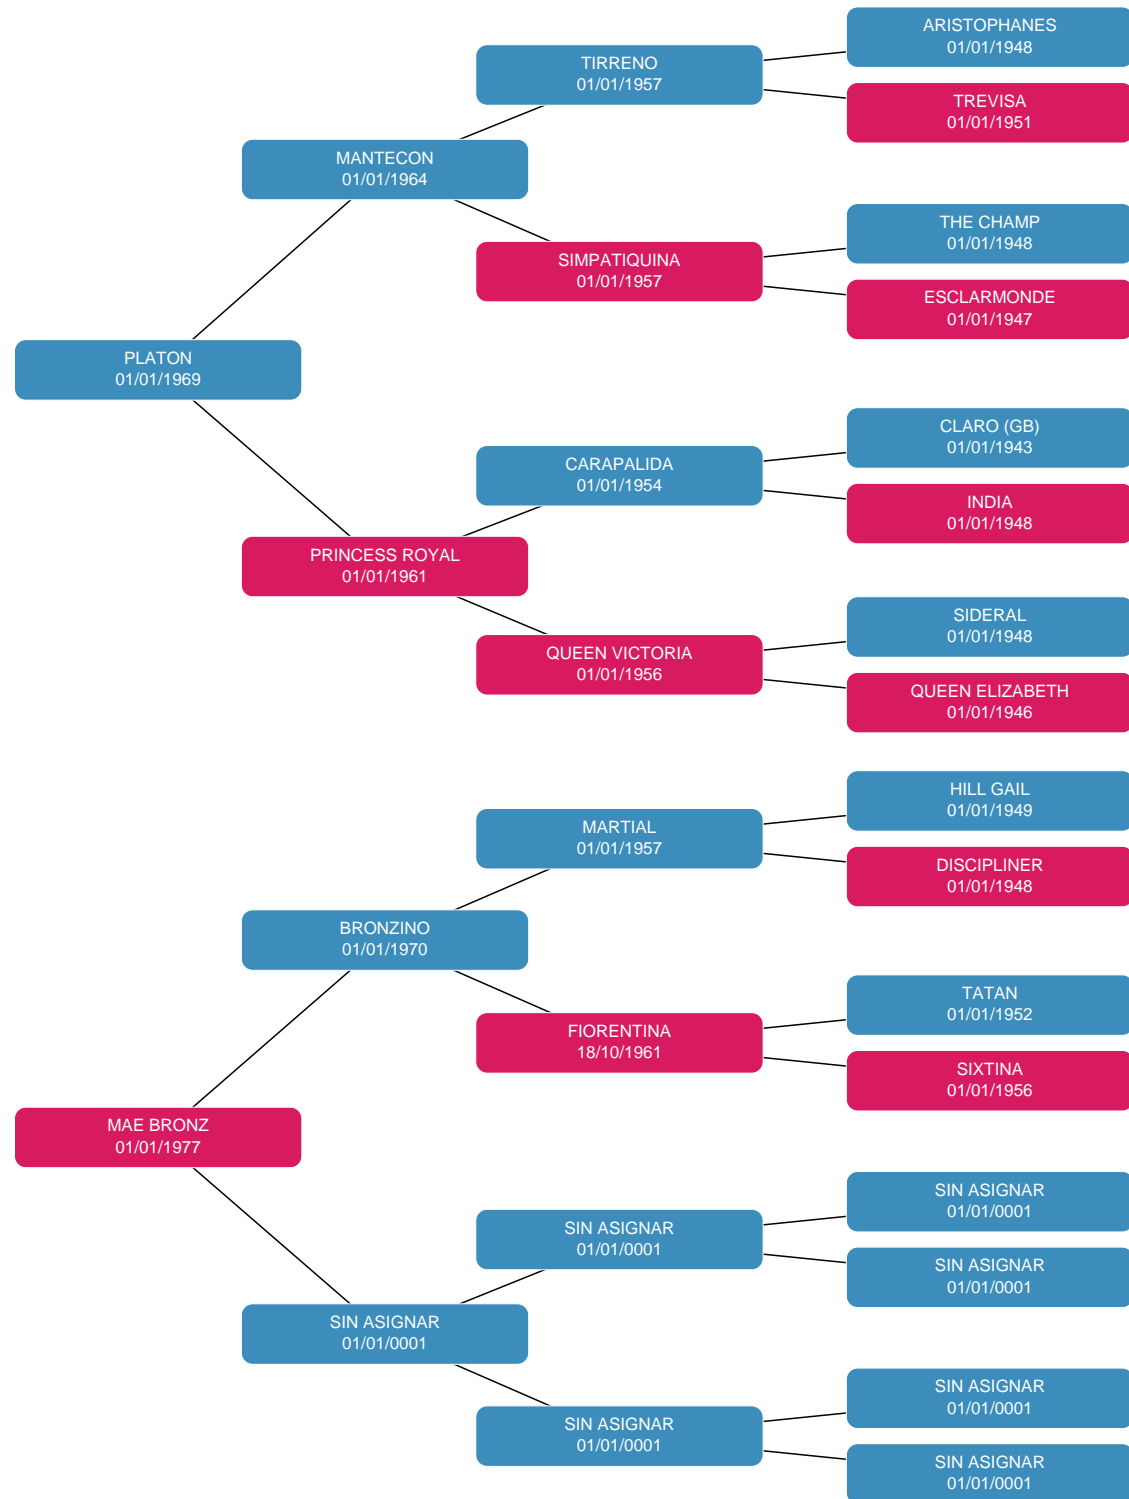 ARISTOPHANES
01/01/1948
TIRRENO
01/01/1957
TREVISA
01/01/1951
MANTECON
01/01/1964
THE CHAMP
01/01/1948
SIMPATIQUINA
01/01/1957
ESCLARMONDE
01/01/1947
PLATON
01/01/1969
CLARO (GB)
01/01/1943
CARAPALIDA
01/01/1954
INDIA
01/01/1948
PRINCESS ROYAL
01/01/1961
SIDERAL
01/01/1948
QUEEN VICTORIA
01/01/1956
QUEEN ELIZABETH
01/01/1946
HILL GAIL
01/01/1949
MARTIAL
01/01/1957
DISCIPLINER
01/01/1948
BRONZINO
01/01/1970
TATAN
01/01/1952
FIORENTINA
18/10/1961
SIXTINA
01/01/1956
MAE BRONZ
01/01/1977
SIN ASIGNAR
01/01/0001
SIN ASIGNAR
01/01/0001
SIN ASIGNAR
01/01/0001
SIN ASIGNAR
01/01/0001
SIN ASIGNAR
01/01/0001
SIN ASIGNAR
01/01/0001
SIN ASIGNAR
01/01/0001